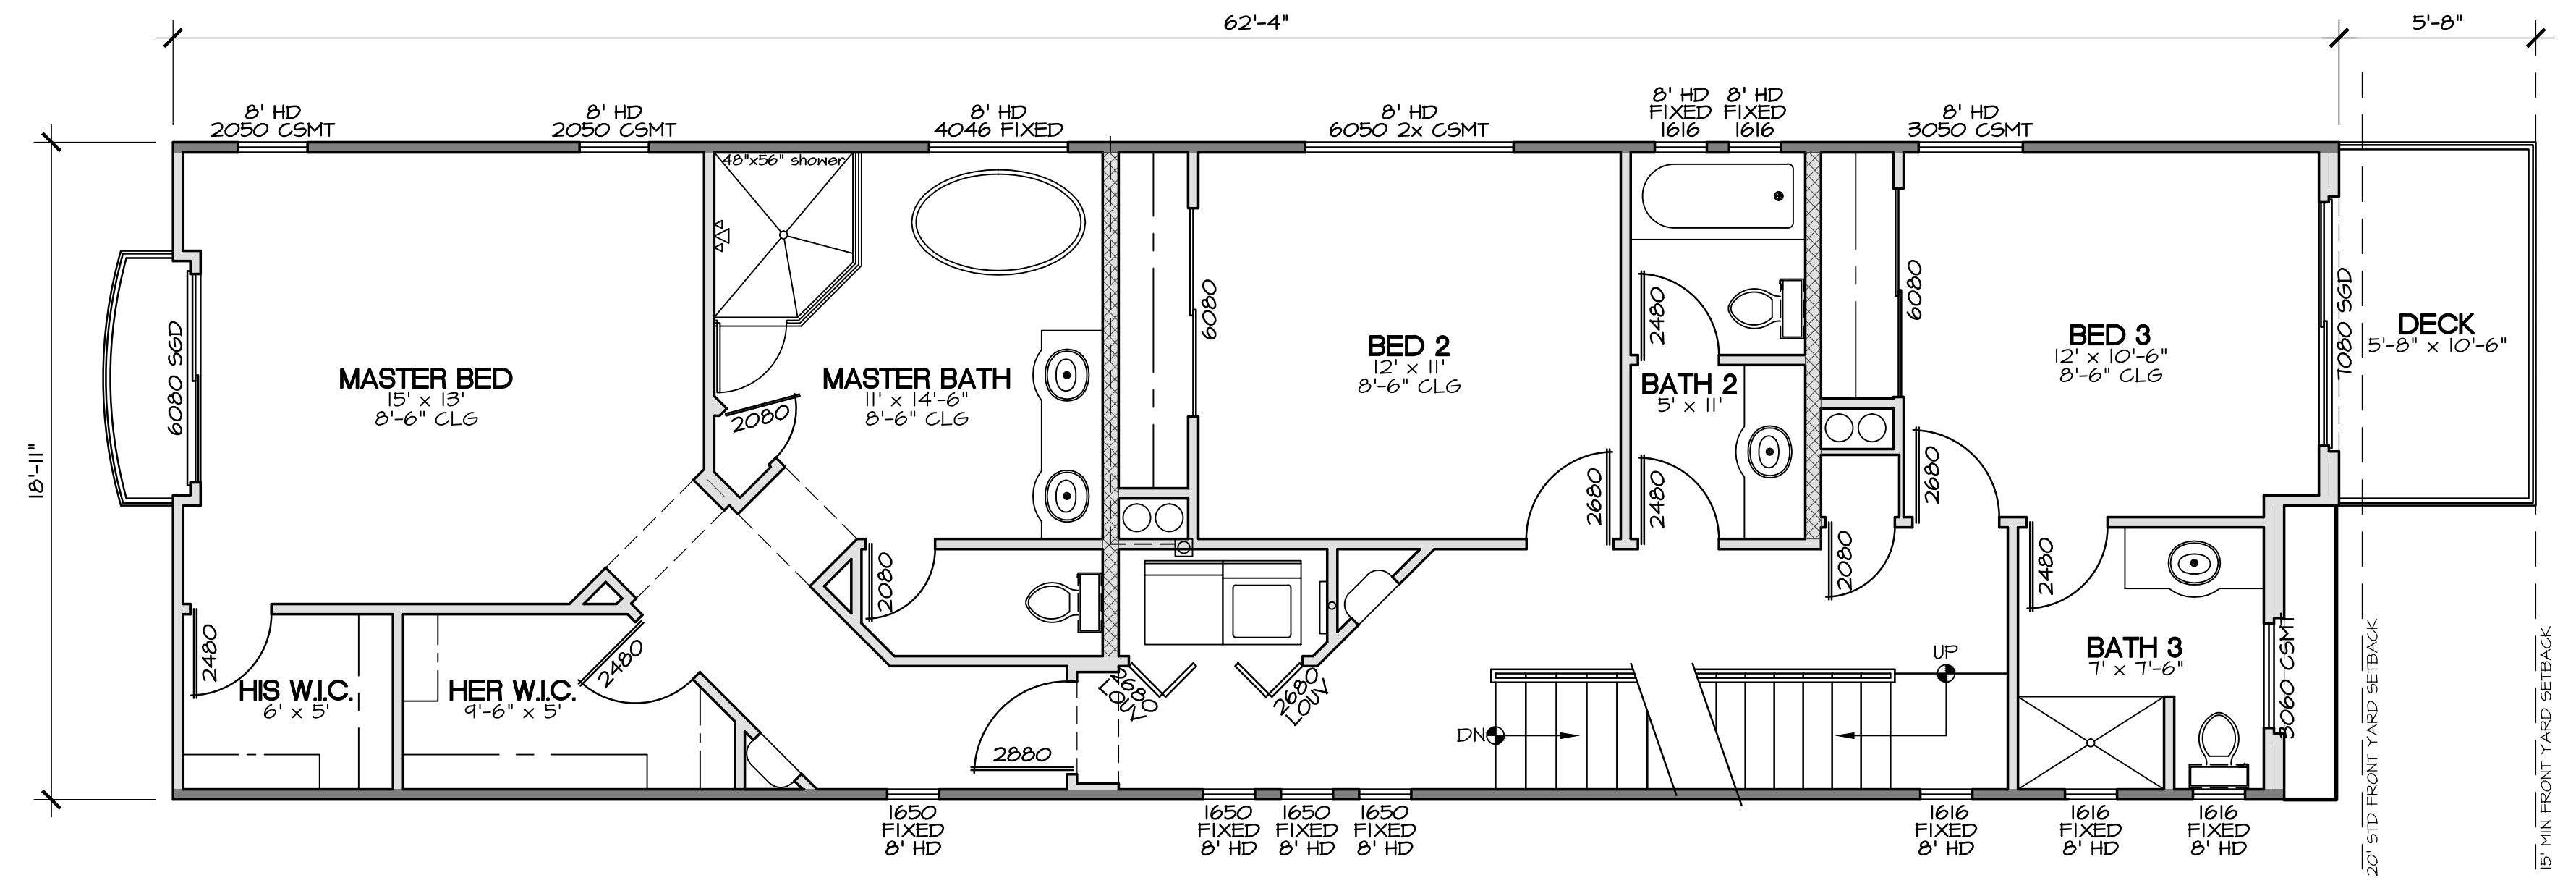 62'-4"
5'-8"
8' HD
2050 CSMT
8' HD
2050 CSMT
8' HD
4046 FIXED
8' HD
6050 2x CSMT
8' HD
FIXED
1616
8' HD
FIXED
1616
8' HD
3050 CSMT
18'-11"
48"x56" shower
6080 SGD
MASTER BED
15' x 13'
8'-6" CLG
MASTER BATH
11' x 14'-6"
8'-6" CLG
2080
2080
6080
BED 2
12' x 11'
8'-6" CLG
2680
2480
BATH 2
5' x 11'
2480
6080
2680
2080
BED 3
12' x 10'-6"
8'-6" CLG
7080 SGD
DECK
5'-8" x 10'-6"
2480
HIS W.I.C.
6' x 5'
HER W.I.C.
9'-6" x 5'
2480
2880
2680
LOUV
2680
LOUV
DN
UP
2480
BATH 3
7' x 7'-6"
3060 CSMT
20' STD FRONT YARD SETBACK
15' MIN FRONT YARD SETBACK
1650
FIXED
8' HD
1650
FIXED
8' HD
1650
FIXED
8' HD
1650
FIXED
8' HD
1616
FIXED
8' HD
1616
FIXED
8' HD
1616
FIXED
8' HD